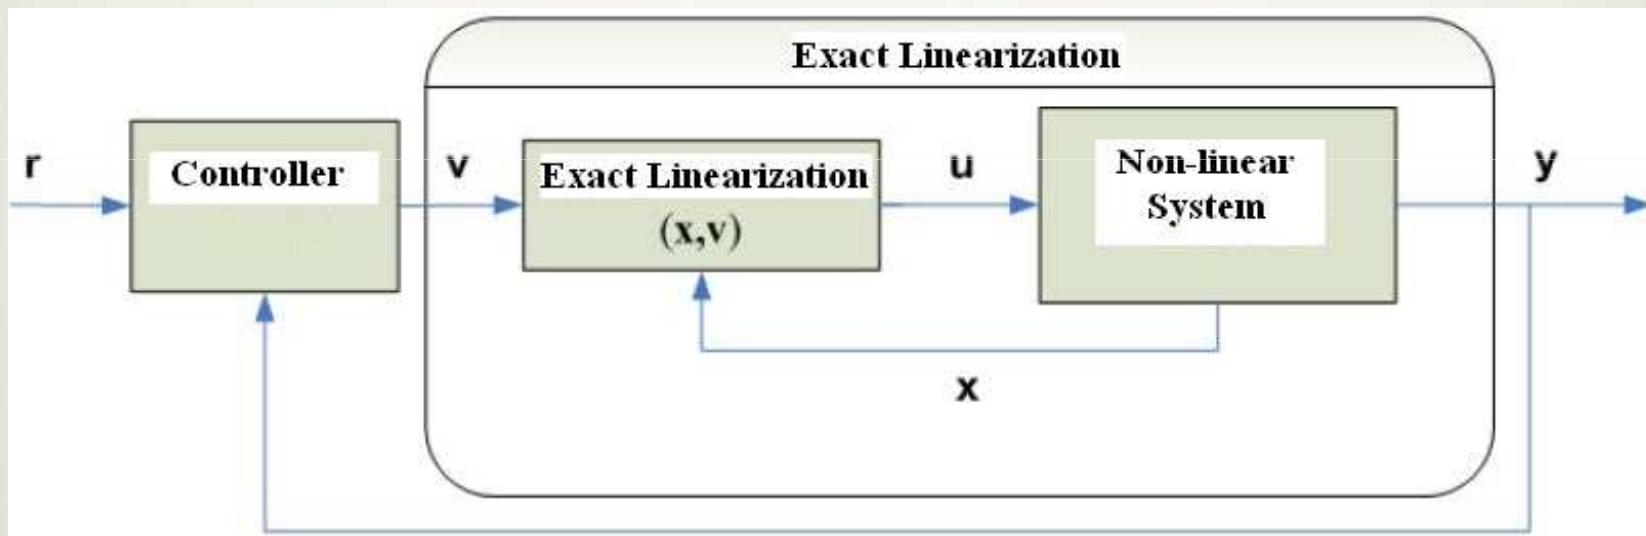 Exact Linearization
r
Controller
v
Exact Linearization
(x,v)
u
Non-linear
System
y
x